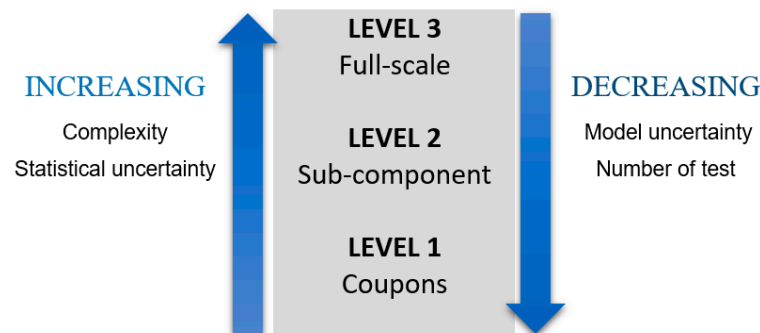 INCREASING
Complexity
Statistical uncertainty
LEVEL 3
Full-scale
LEVEL 2
Sub-component
LEVEL 1
Coupons
DECREASING
Model uncertainty
Number of test